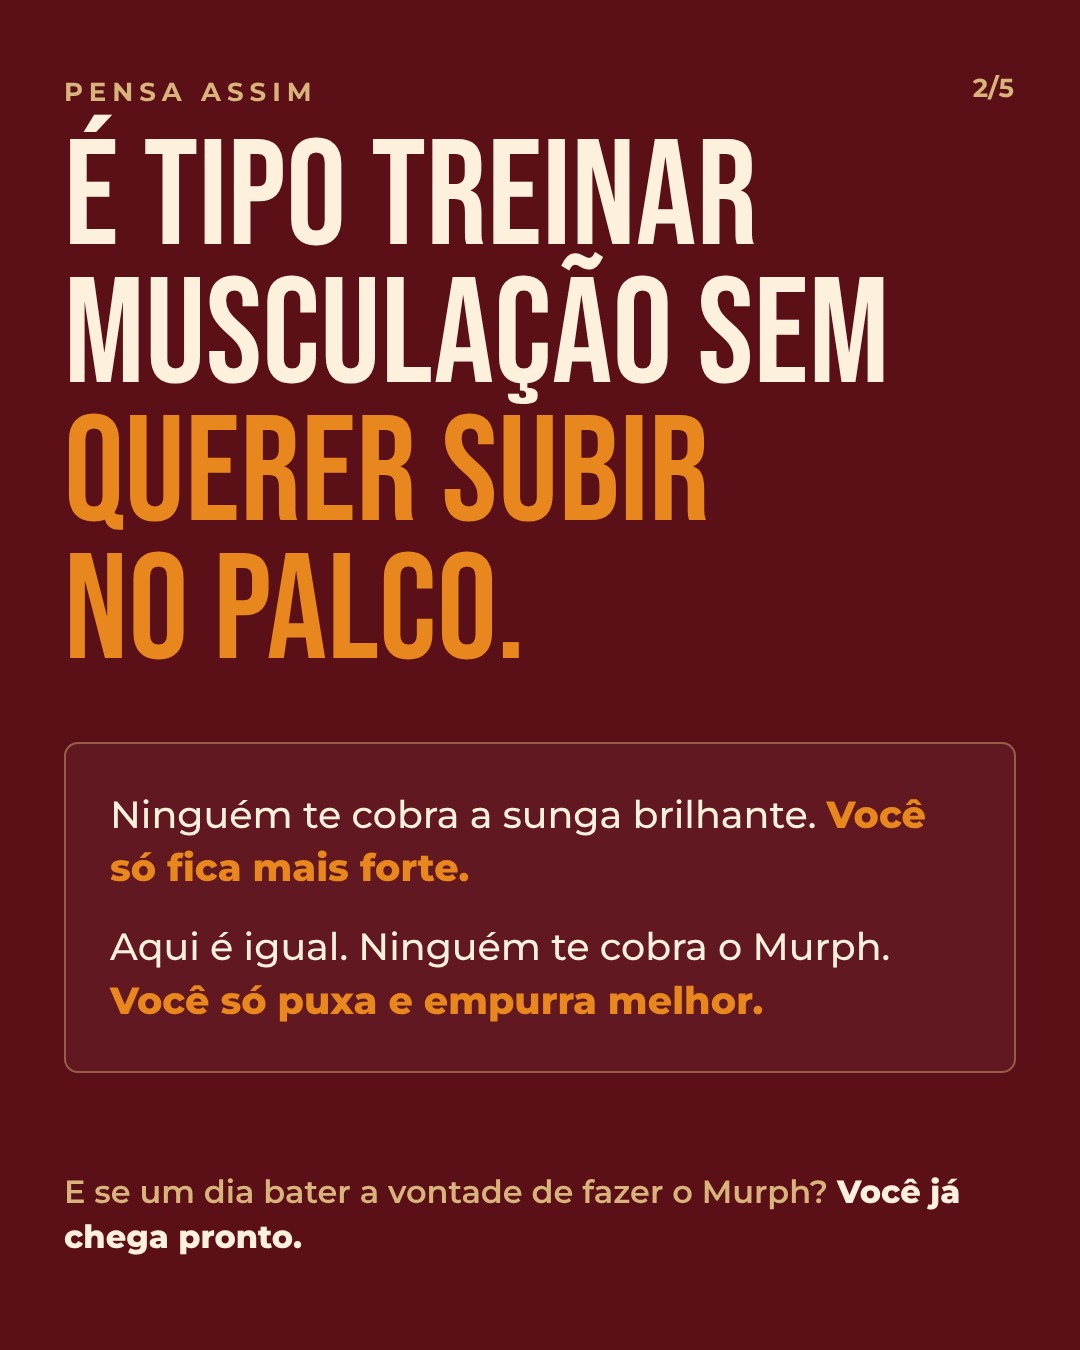 PENSA ASSIM
2/5
É TIPO TREINAR
MUSCULAÇÃO SEM
QUERER SUBIR
NO PALCO.
Ninguém te cobra a sunga brilhante. Você
só fica mais forte.
Aqui é igual. Ninguém te cobra o Murph.
Você só puxa e empurra melhor.
E se um dia bater a vontade de fazer o Murph? Você já
chega pronto.